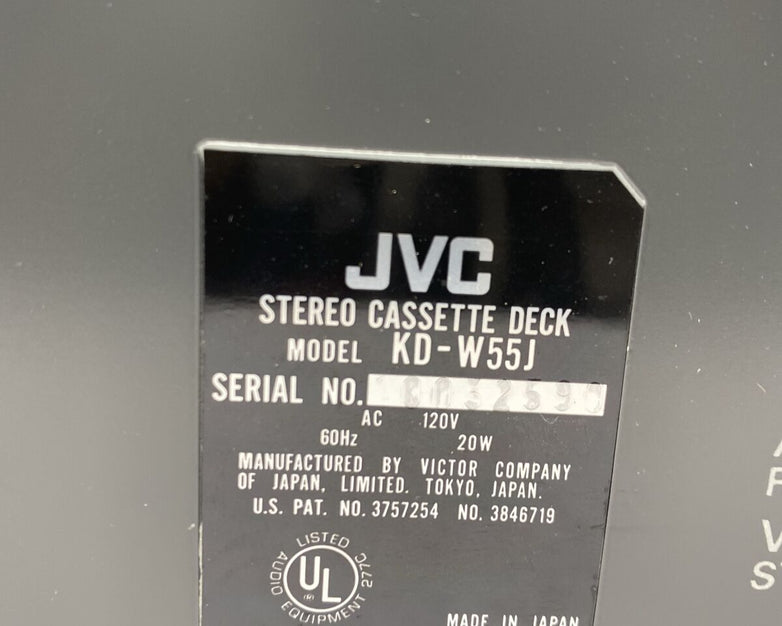 JVC
STEREO CASSETTE DECK
MODEL KD-W55J
SERIAL NO.
AC 120V
60Hz 20W
MANUFACTURED BY VICTOR COMPANY
OF JAPAN, LIMITED. TOKYO, JAPAN.
U.S. PAT. NO. 3757254 NO. 3846719
LISTED
AUDIO UL 277C
(R)
EQUIPMENT
MADE IN JAPAN